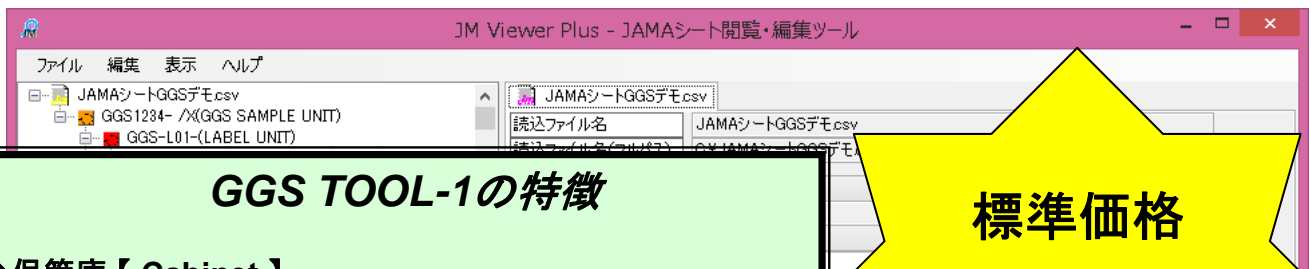 JM Viewer Plus - JAMAシート閲覧・編集ツール
ファイル 編集 表示 ヘルプ
JAMAシートGGSデモ.csv
GGS1234- /X(GGS SAMPLE UNIT)
GGS-L01-(LABEL UNIT)
JAMAシートGGSデモ.csv
読込ファイル名 JAMAシートGGSデモ.csv
GGS TOOL-1の特徴
標準価格